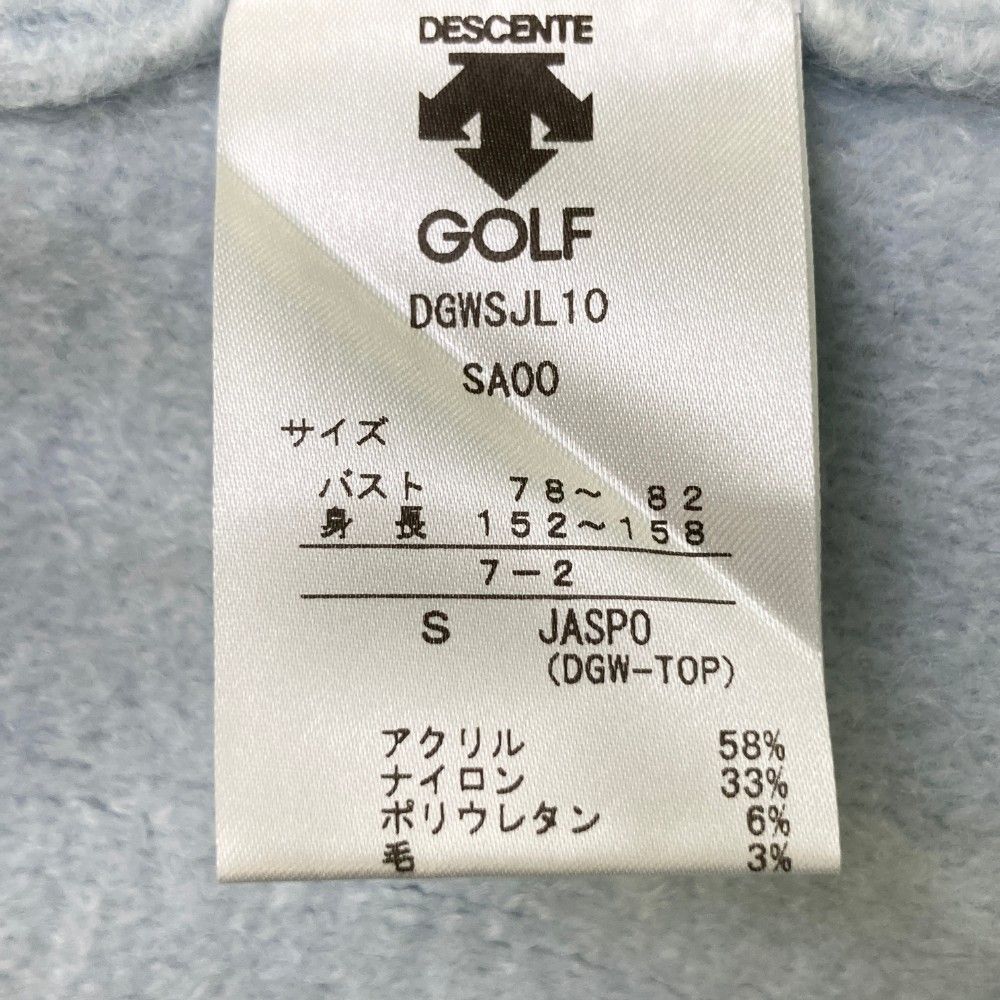 DESCENTE
GOLF
DGWSJL10
SA00
サイズ
バスト 78～ 82
身 長 152～158
7－2
S JASPO
(DGW-TOP)
アクリル 58%
ナイロン 33%
ポリウレタン 6%
毛 3%